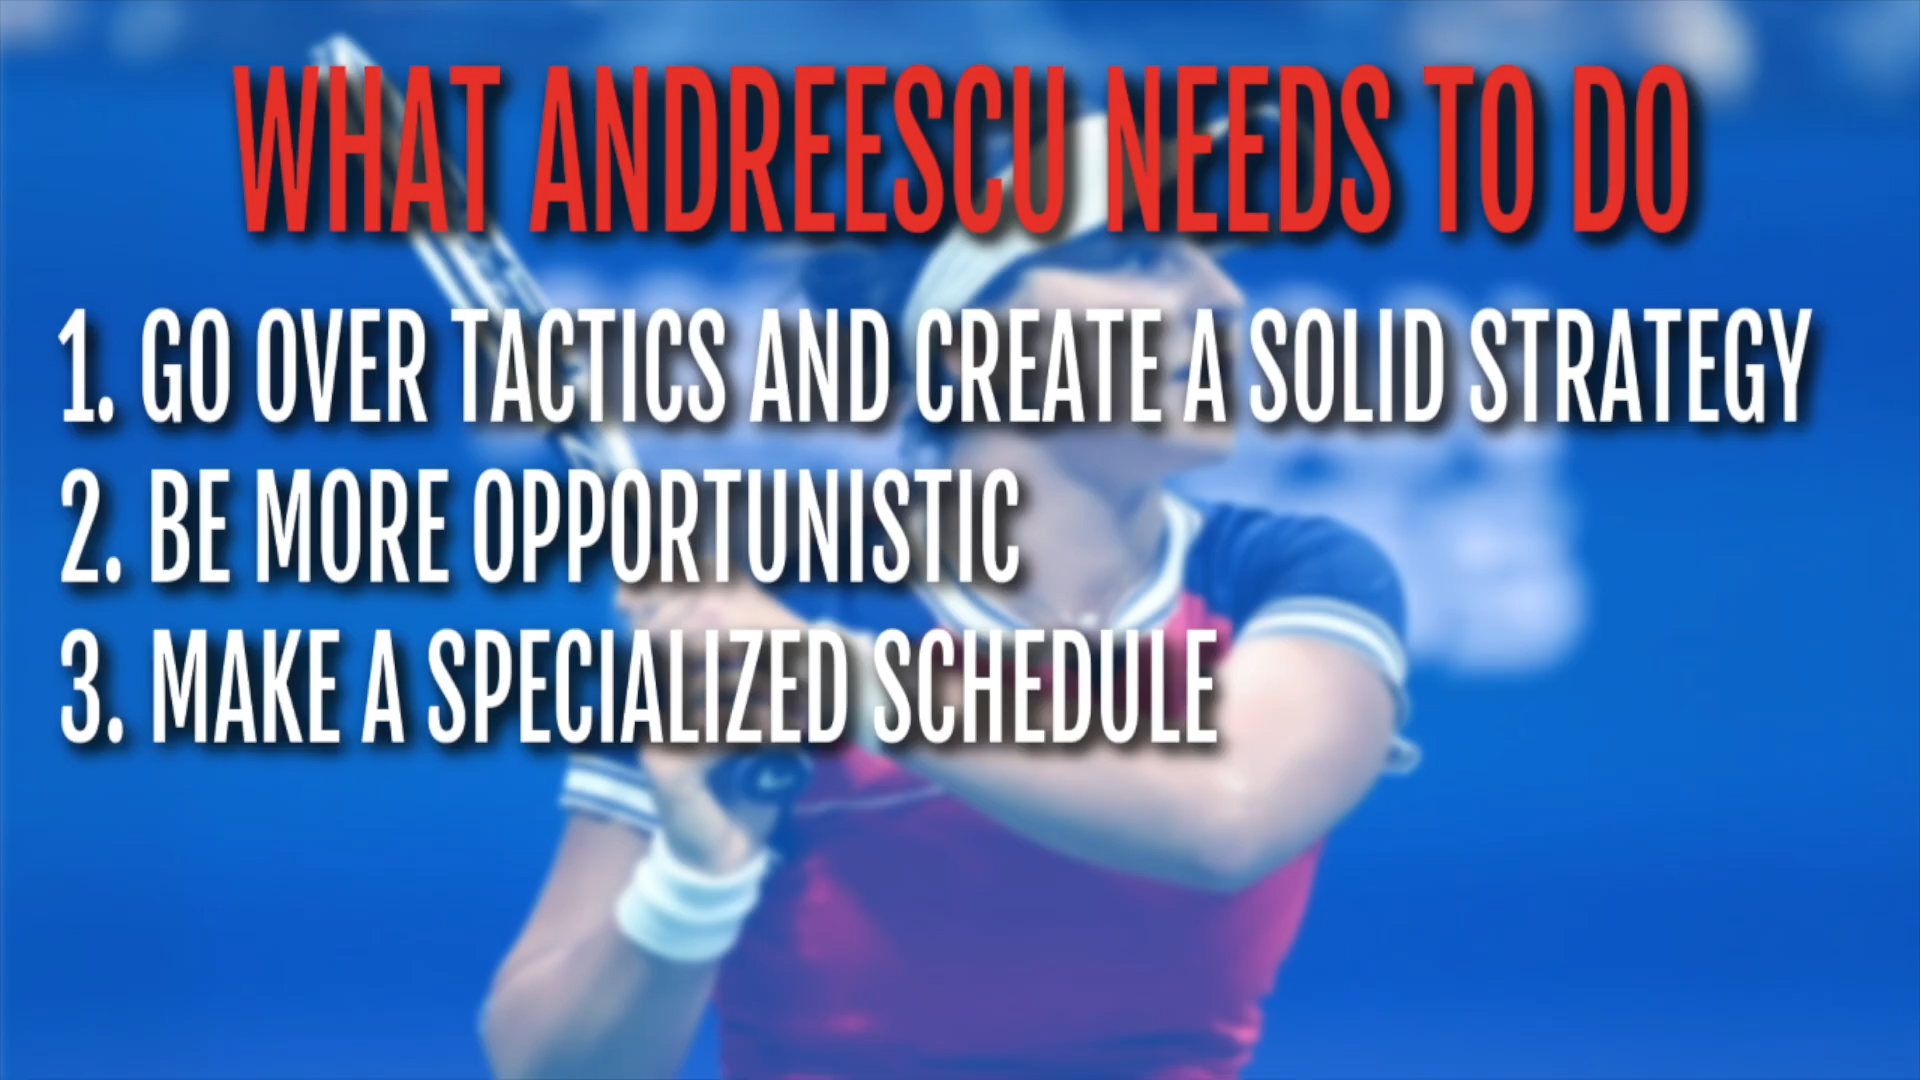 WHAT ANDREESCU NEEDS TO DO
1. GO OVER TACTICS AND CREATE A SOLID STRATEGY
2. BE MORE OPPORTUNISTIC
3. MAKE A SPECIALIZED SCHEDULE